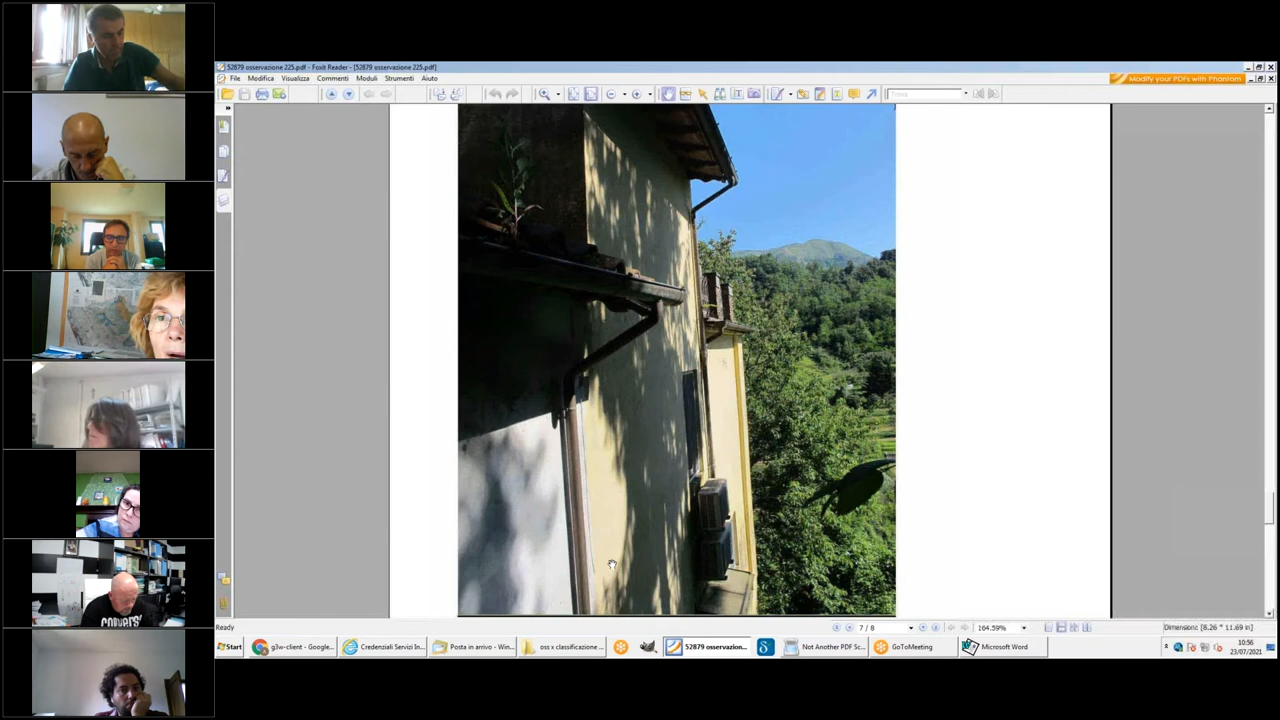 52879 osservazione 225.pdf - Foxit Reader - [52879 osservazione 225.pdf]
File Modifica Visualizza Commenti Moduli Strumenti Aiuto
Modify your PDFs with Phantom
Trova
Ready
7 / 8
164.59%
Dimensioni: [8.26 * 11.69 in]
Start
g3w-client - Google...
Credenziali Servizi In...
Posta in arrivo - Win...
oss x classificazione ...
52879 osservazion...
Not Another PDF Sc...
GoToMeeting
Microsoft Word
10:56
23/07/2021